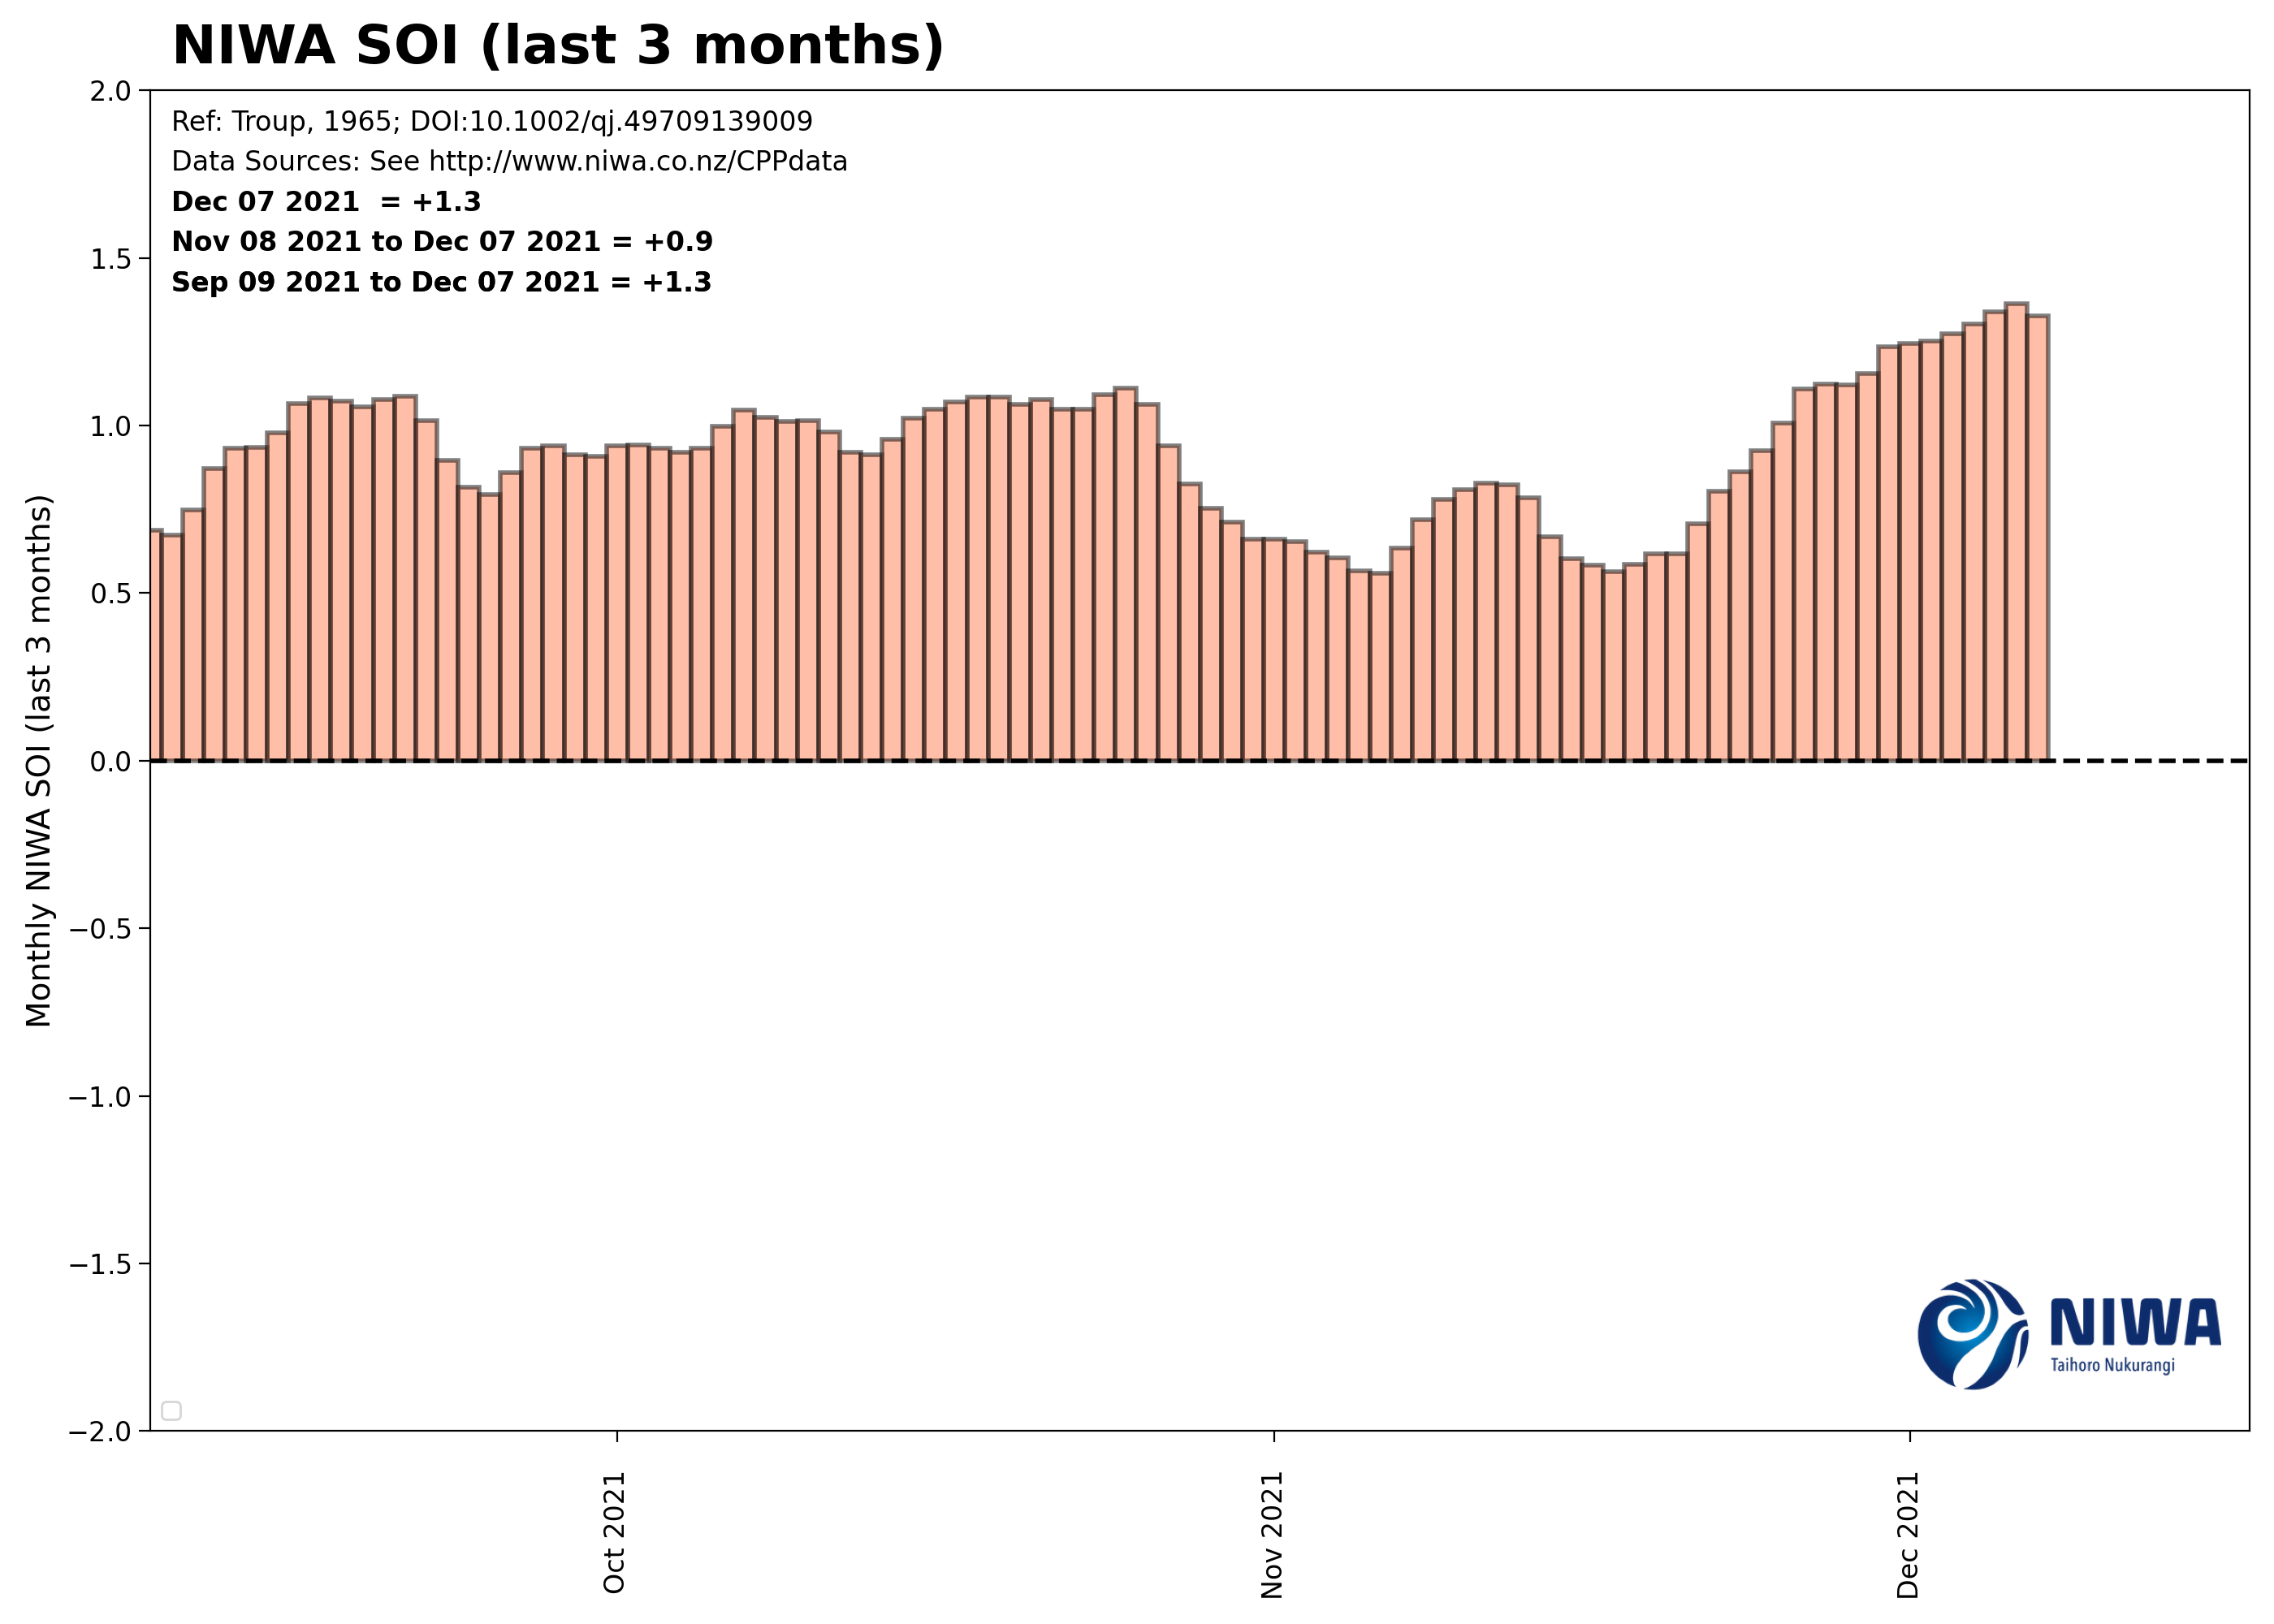 NIWA SOI (last 3 months)
2.0
Ref: Troup, 1965; DOI:10.1002/qj.49709139009
Data Sources: See http://www.niwa.co.nz/CPPdata
Dec 07 2021  = +1.3
Nov 08 2021 to Dec 07 2021 = +0.9
1.5
Sep 09 2021 to Dec 07 2021 = +1.3
1.0
0.5
Monthly NIWA SOI (last 3 months)
0.0
−0.5
−1.0
−1.5
NIWA
Taihoro Nukurangi
−2.0
Oct 2021
Nov 2021
Dec 2021